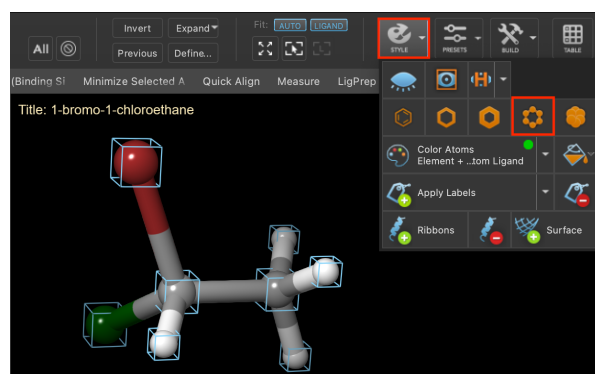 Invert Expand
Fit: AUTO LIGAND
All
Previous Define...
STYLE PRESETS BUILD TABLE
(Binding Si Minimize Selected A Quick Align Measure LigPrep
Title: 1-bromo-1-chloroethane
Color Atoms
Element + ...tom Ligand
Apply Labels
Ribbons Surface